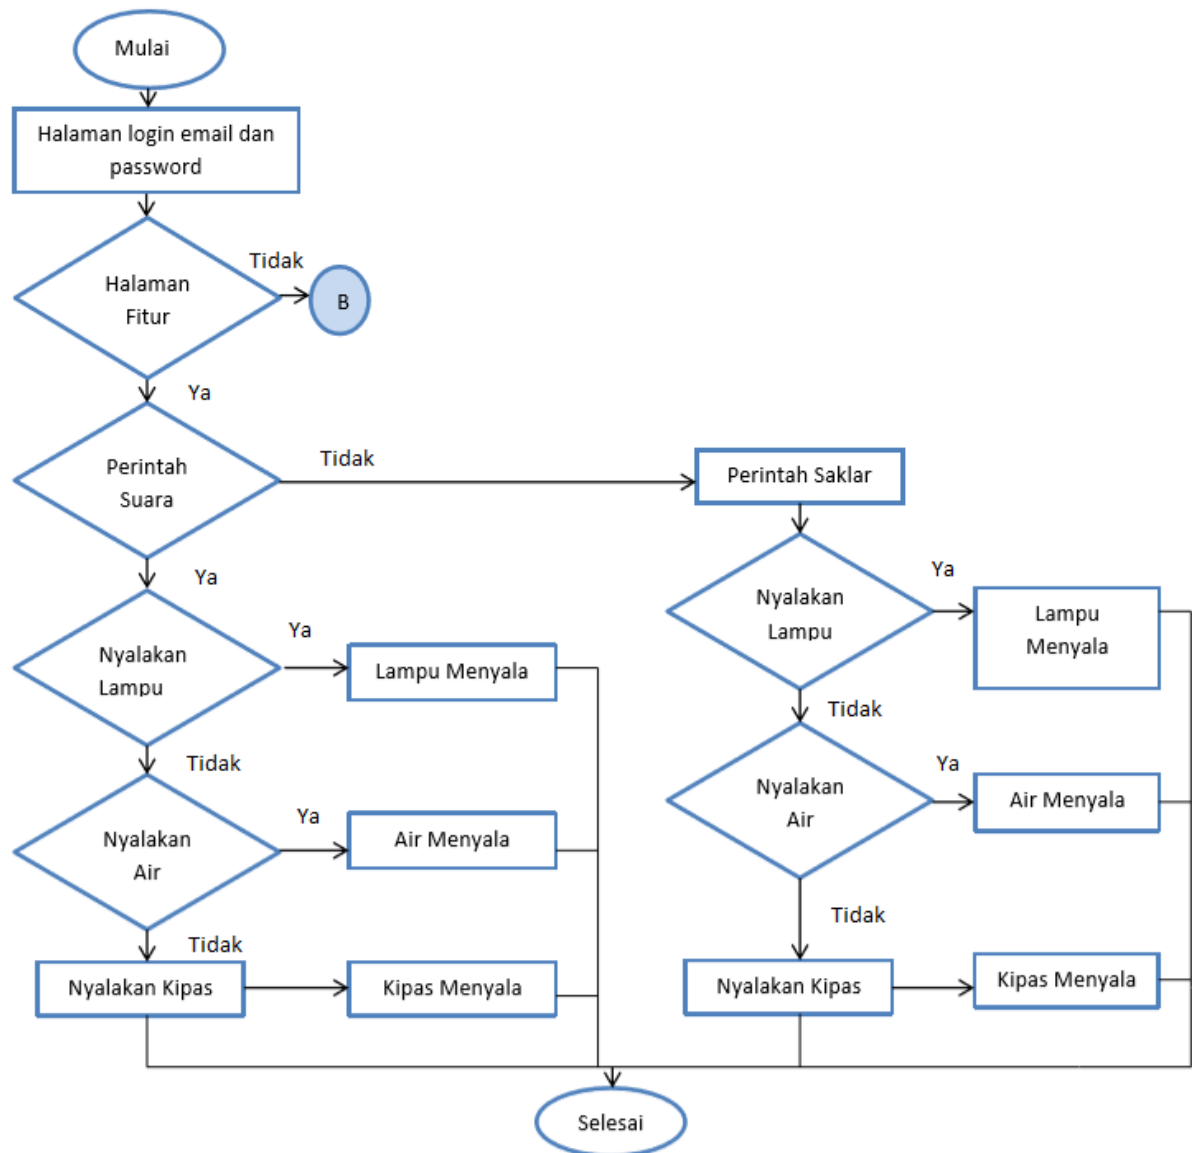 Mulai
Halaman login email dan
password
Halaman
Fitur
Tidak
B
Ya
Perintah
Suara
Tidak
Perintah Saklar
Ya
Nyalakan
Lampu
Ya
Lampu Menyala
Tidak
Nyalakan
Air
Ya
Air Menyala
Tidak
Nyalakan Kipas
Kipas Menyala
Nyalakan
Lampu
Ya
Lampu
Menyala
Tidak
Nyalakan
Air
Ya
Air Menyala
Tidak
Nyalakan Kipas
Kipas Menyala
Selesai